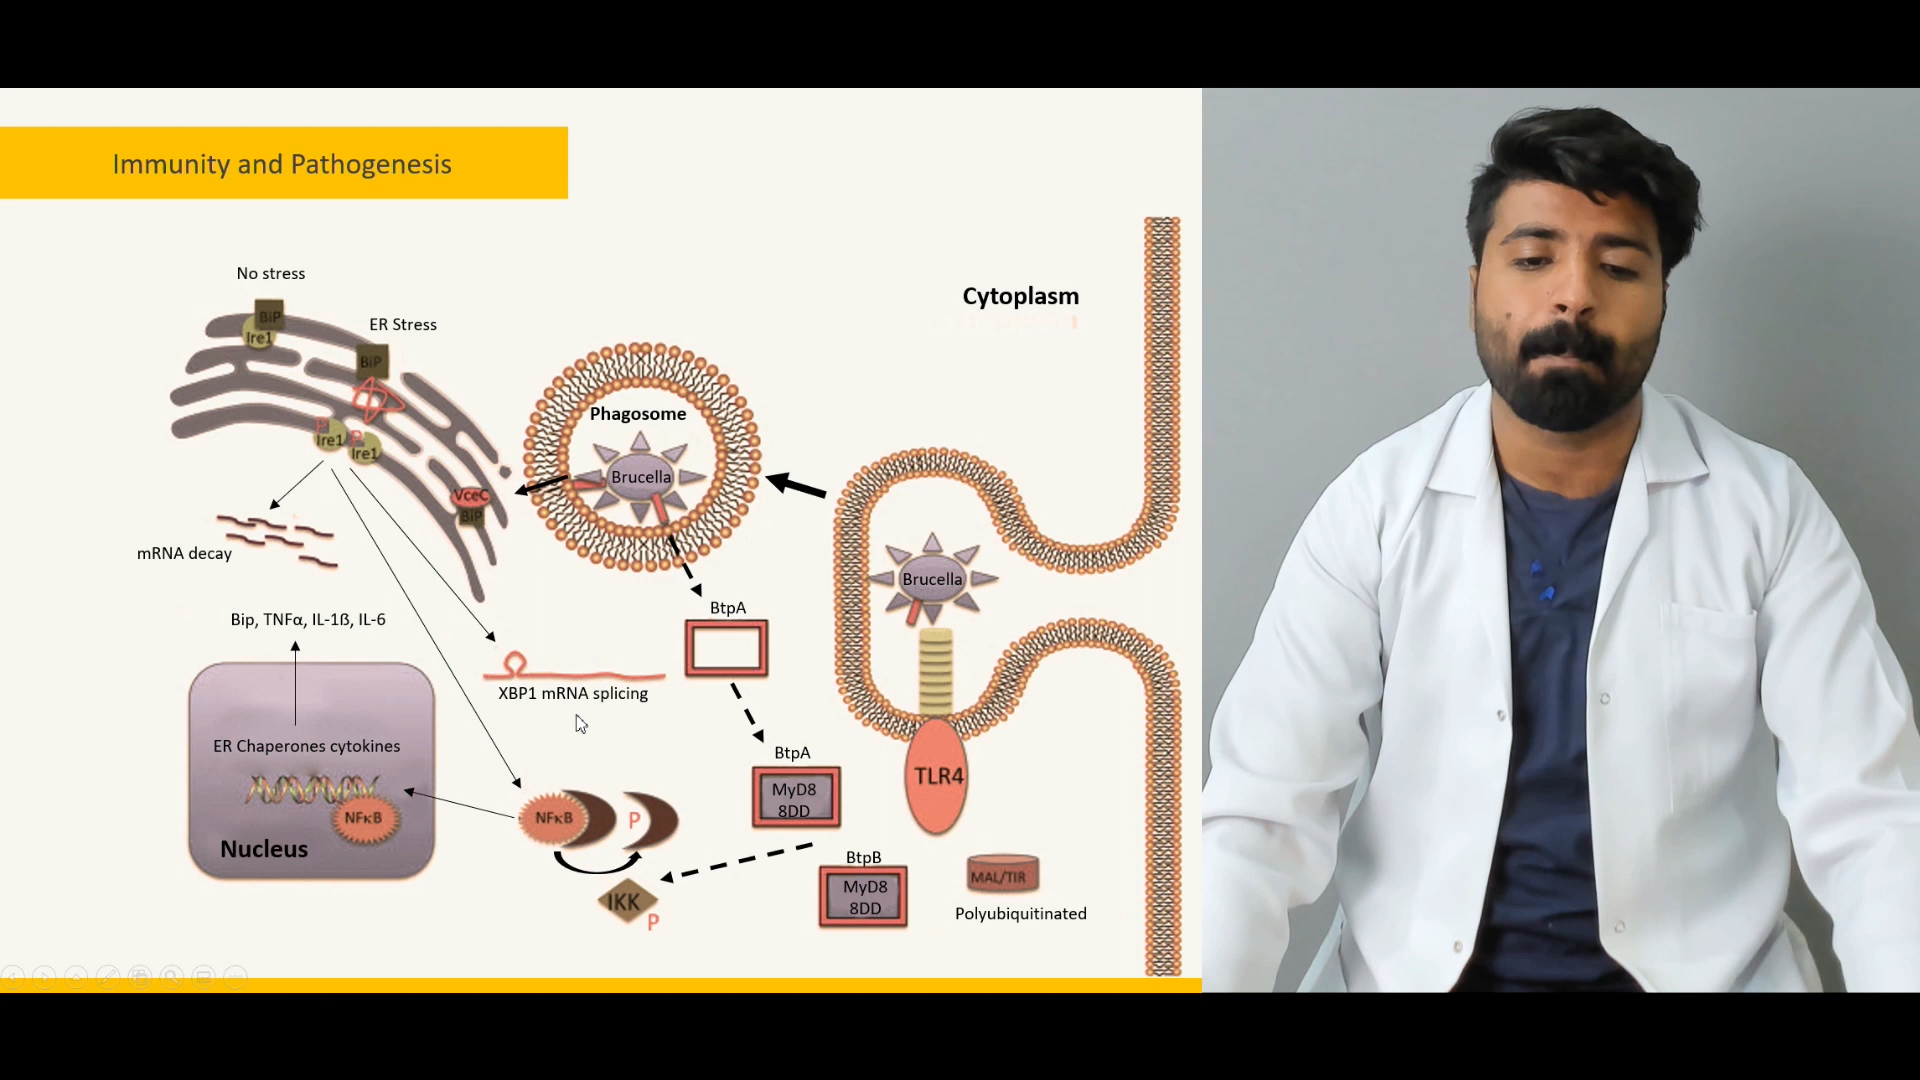 Immunity and Pathogenesis
No stress
BiP
Ire1
ER Stress
BiP
P
Ire1
P
Ire1
VceC
BiP
Cytoplasm
Phagosome
Brucella
Brucella
mRNA decay
Bip, TNFα, IL-1ß, IL-6
XBP1 mRNA splicing
BtpA
BtpA
MyD8
8DD
TLR4
ER Chaperones cytokines
NFκB
Nucleus
NFκB
P
IKK
P
BtpB
MyD8
8DD
MAL/TIR
Polyubiquitinated